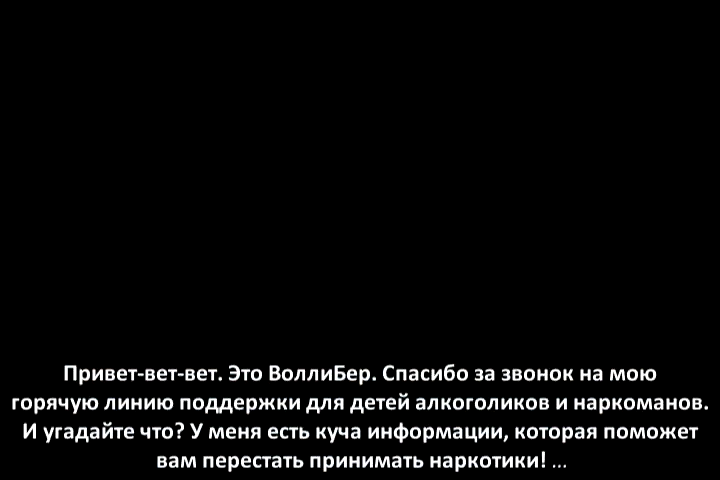 Привет-вет-вет. Это ВоллиБер. Спасибо за звонок на мою
горячую линию поддержки для детей алкоголиков и наркоманов.
И угадайте что? У меня есть куча информации, которая поможет
вам перестать принимать наркотики! ...